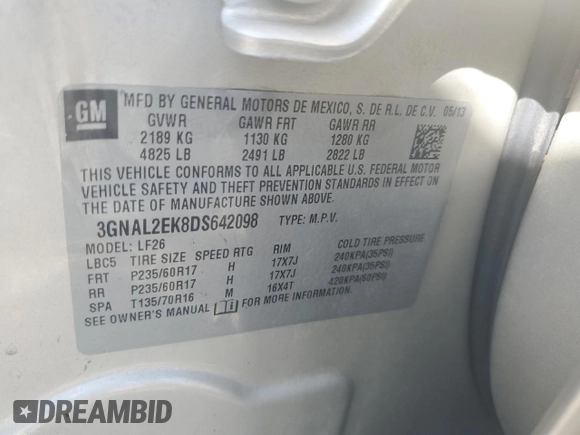 GM
MFD BY GENERAL MOTORS DE MEXICO, S. DE R.L. DE C.V. 05/13
GVWR GAWR FRT GAWR RR
2189 KG 1130 KG 1280 KG
4825 LB 2491 LB 2822 LB
THIS VEHICLE CONFORMS TO ALL APPLICABLE U.S. FEDERAL MOTOR
VEHICLE SAFETY AND THEFT PREVENTION STANDARDS IN EFFECT ON
THE DATE OF MANUFACTURE SHOWN ABOVE.
3GNAL2EK8DS642098 TYPE: M.P.V.
MODEL: LF26
LBC5 TIRE SIZE SPEED RTG RIM COLD TIRE PRESSURE
FRT P235/60R17 H 17X7J 240KPA(35PSI)
RR P235/60R17 H 17X7J 240KPA(35PSI)
SPA T135/70R16 M 16X4T 420KPA(60PSI)
SEE OWNER'S MANUAL i FOR MORE INFORMATION.
DREAMBID